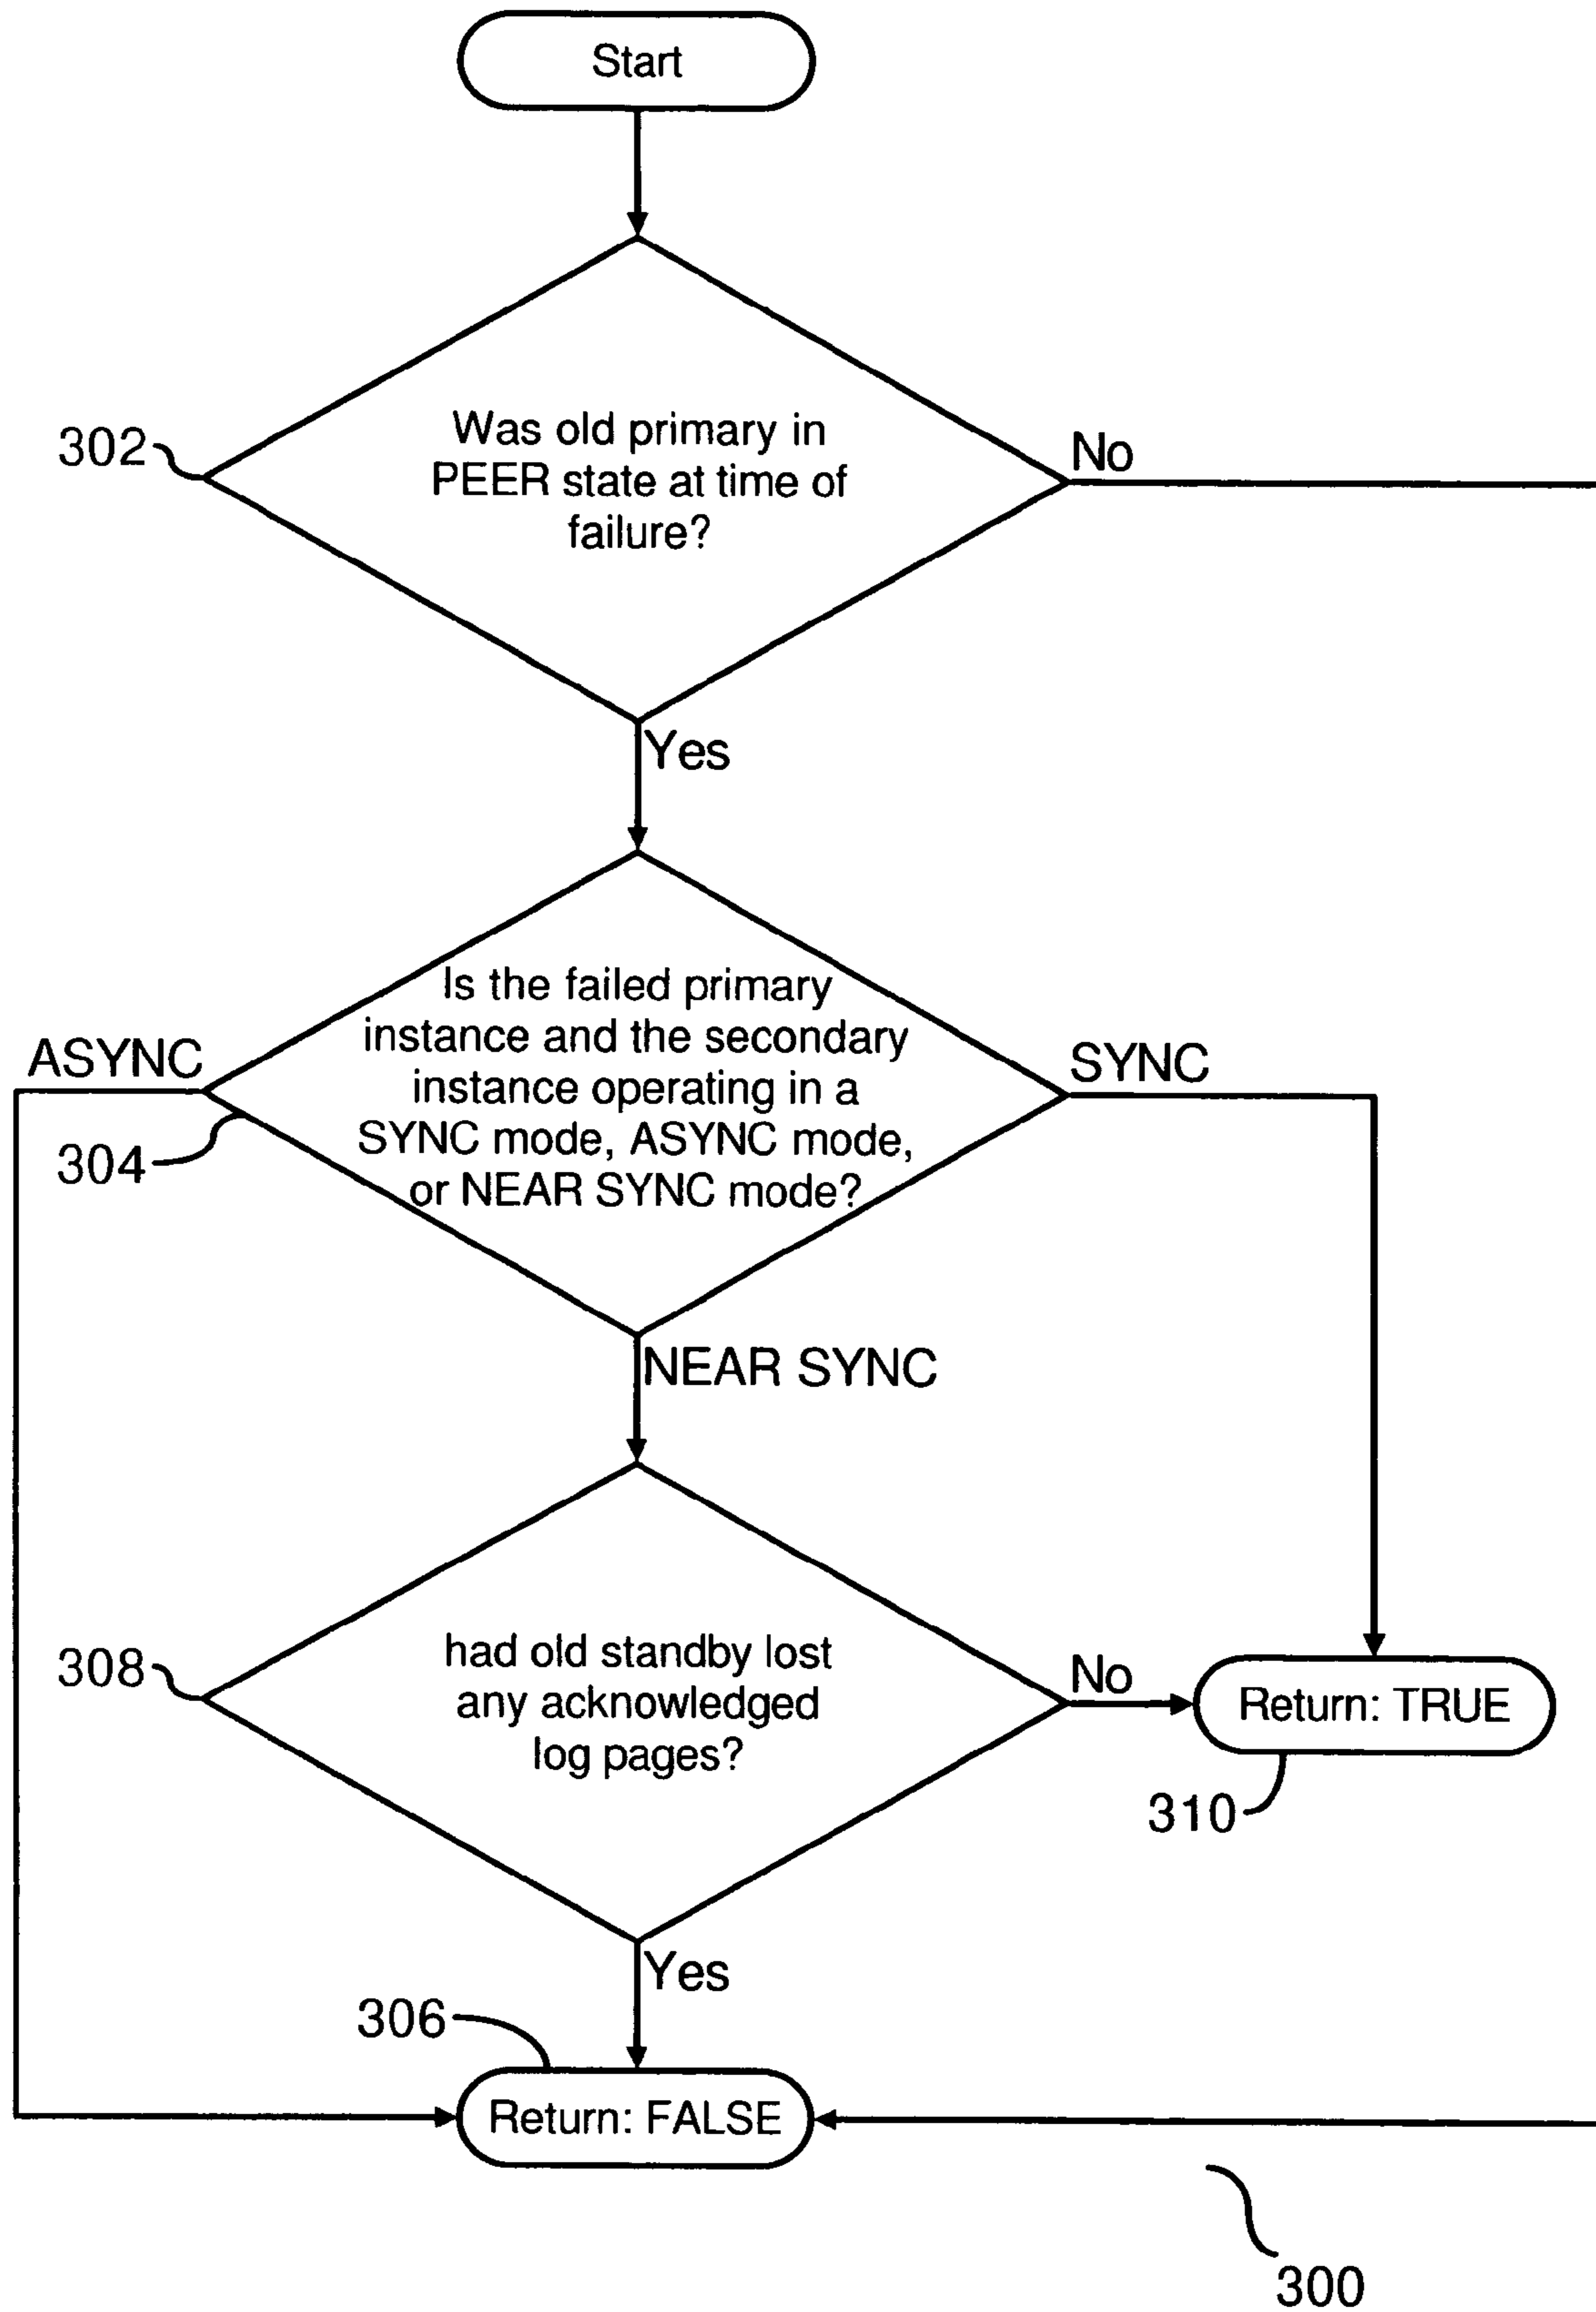 Start
302
Was old primary in
PEER state at time of
failure?
No
Yes
Is the failed primary
instance and the secondary
instance operating in a
SYNC mode, ASYNC mode,
or NEAR SYNC mode?
ASYNC
SYNC
304
NEAR SYNC
308
had old standby lost
any acknowledged
log pages?
No
Return: TRUE
310
Yes
306
Return: FALSE
300